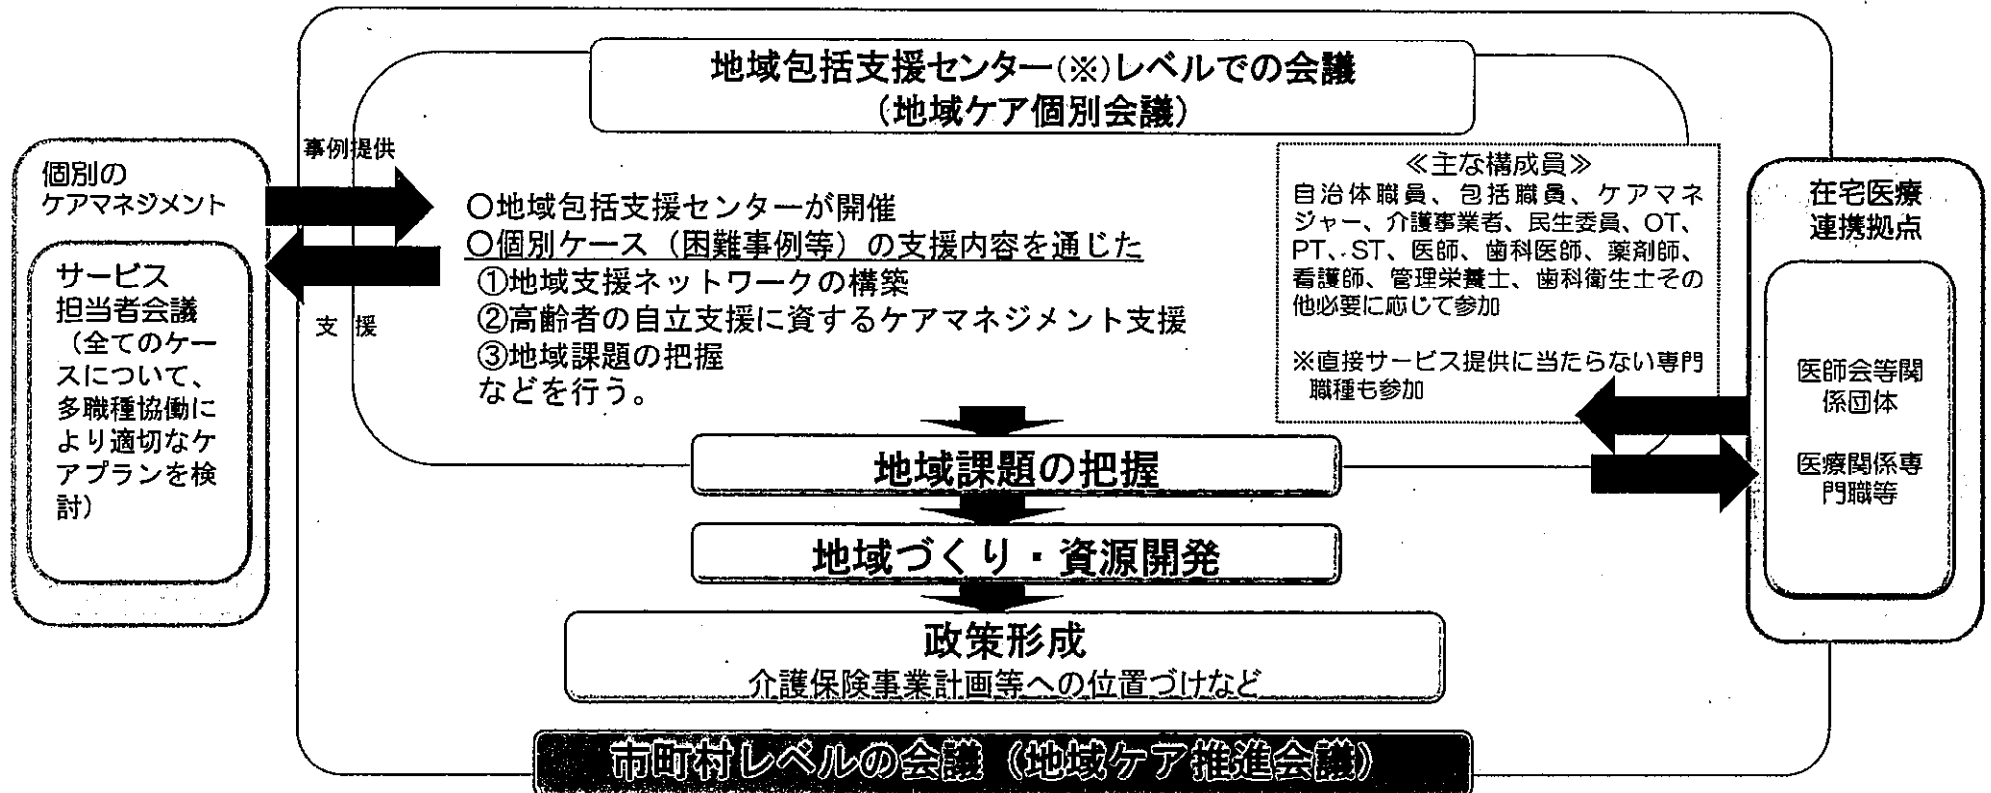 地域包括支援センター(※)レベルでの会議
(地域ケア個別会議)
事例提供
個別の
ケアマネジメント
サービス
担当者会議
(全てのケー
スについて、
多職種協働に
より適切なケ
アプランを検
討)
支援
○地域包括支援センターが開催
○個別ケース(困難事例等)の支援内容を通じた
①地域支援ネットワークの構築
②高齢者の自立支援に資するケアマネジメント支援
③地域課題の把握
などを行う。
≪主な構成員≫
自治体職員、包括職員、ケアマネ
ジャー、介護事業者、民生委員、OT、
PT、ST、医師、歯科医師、薬剤師、
看護師、管理栄養士、歯科衛生士その
他必要に応じて参加
※直接サービス提供に当たらない専門
職種も参加
在宅医療
連携拠点
医師会等関
係団体
医療関係専
門職等
地域課題の把握
地域づくり・資源開発
政策形成
介護保険事業計画等への位置づけなど
市町村レベルの会議(地域ケア推進会議)